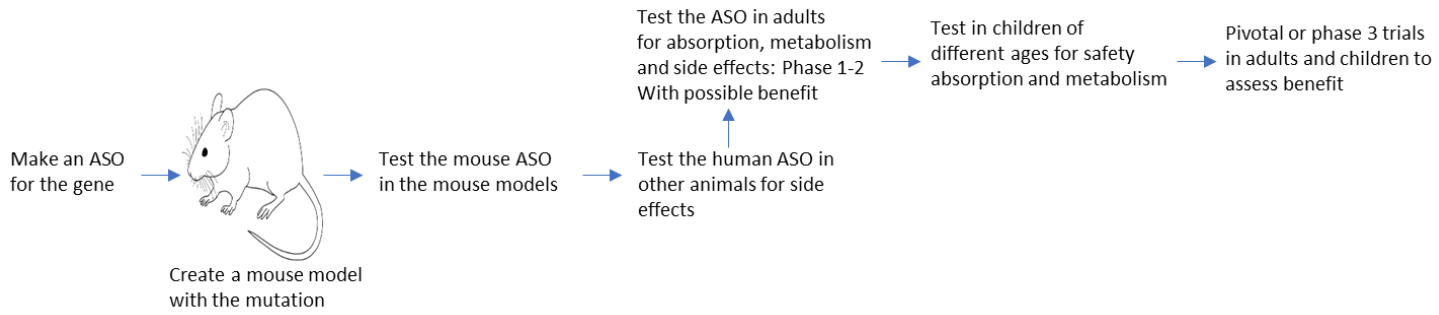 Make an ASO
for the gene
Create a mouse model
with the mutation
Test the mouse ASO
in the mouse models
Test the human ASO in
other animals for side
effects
Test the ASO in adults
for absorption, metabolism
and side effects: Phase 1-2
With possible benefit
Test in children of
different ages for safety
absorption and metabolism
Pivotal or phase 3 trials
in adults and children to
assess benefit